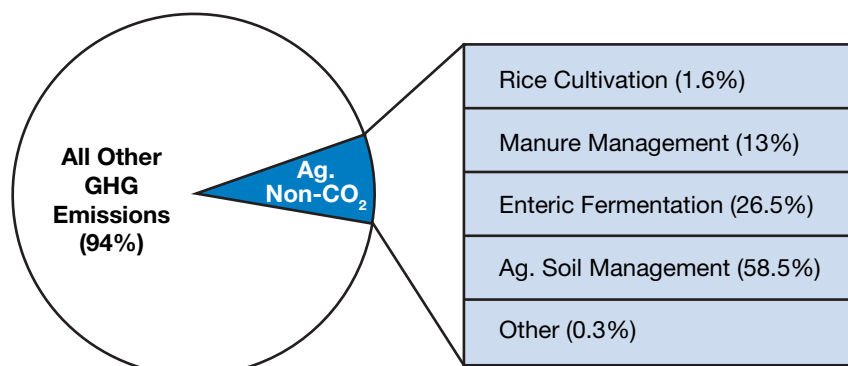 All Other
GHG
Emissions
(94%)
Ag.
Non-CO₂
Rice Cultivation (1.6%)
Manure Management (13%)
Enteric Fermentation (26.5%)
Ag. Soil Management (58.5%)
Other (0.3%)